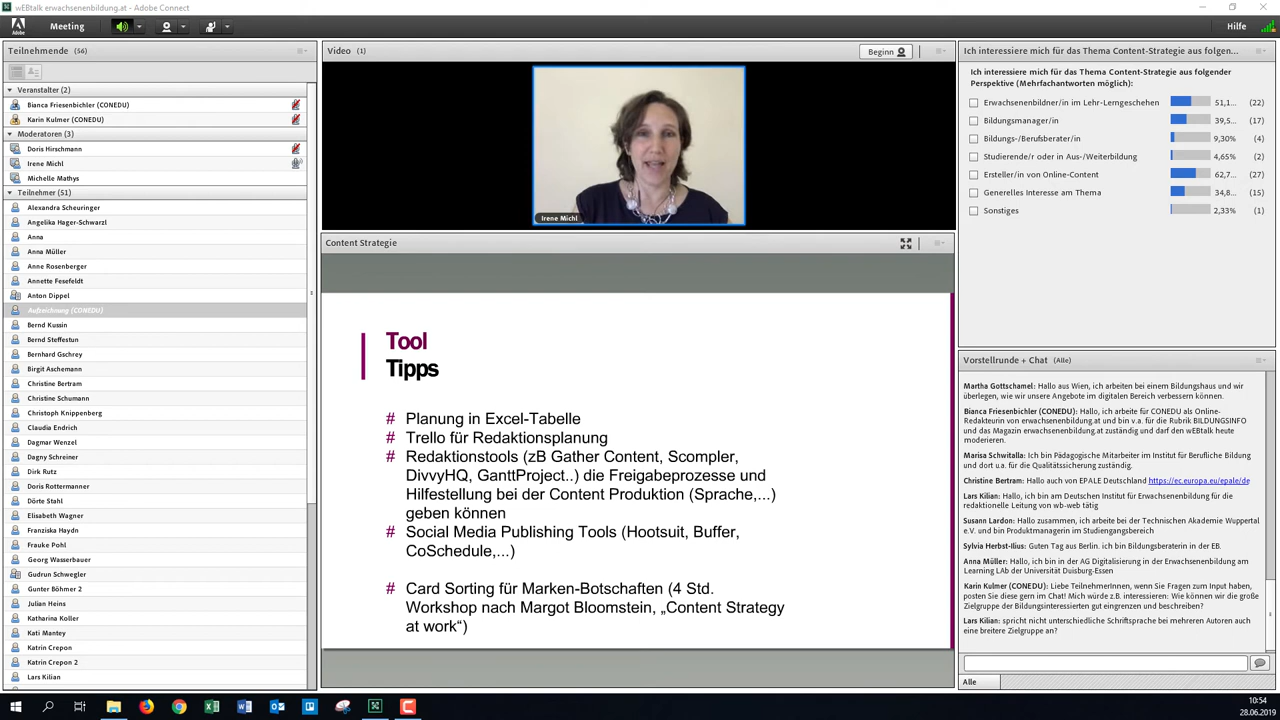 wEBtalk erwachsenenbildung.at - Adobe Connect
Meeting
Hilfe
Teilnehmende (56)
Veranstalter (2)
Bianca Friesenbichler (CONEDU)
Karin Kulmer (CONEDU)
Moderatoren (3)
Doris Hirschmann
Irene Michl
Michelle Mathys
Teilnehmer (51)
Alexandra Scheuringer
Angelika Hager-Schwarzl
Anna
Anna Müller
Anne Rosenberger
Annette Fesefeldt
Anton Dippel
Aufzeichnung (CONEDU)
Bernd Kussin
Bernd Steffestun
Bernhard Gschrey
Birgit Aschemann
Christine Bertram
Christine Schumann
Christoph Knippenberg
Claudia Endrich
Dagmar Wenzel
Dagny Schreiner
Dirk Rutz
Doris Rottermanner
Dörte Stahl
Elisabeth Wagner
Franziska Haydn
Frauke Pohl
Georg Wasserbauer
Gudrun Schwegler
Gunter Böhmer 2
Julian Heins
Katharina Koller
Kati Mantey
Katrin Crepon
Katrin Crepon 2
Lars Kilian
Video (1)
Beginn
Irene Michl
Content Strategie
Tool
Tipps
# Planung in Excel-Tabelle
# Trello für Redaktionsplanung
# Redaktionstools (zB Gather Content, Scompler,
DivvyHQ, GanttProject..) die Freigabeprozesse und
Hilfestellung bei der Content Produktion (Sprache,...)
geben können
# Social Media Publishing Tools (Hootsuit, Buffer,
CoSchedule,...)
# Card Sorting für Marken-Botschaften (4 Std.
Workshop nach Margot Bloomstein, „Content Strategy
at work“)
Ich interessiere mich für das Thema Content-Strategie aus folgen...
Ich interessiere mich für das Thema Content-Strategie aus folgender
Perspektive (Mehrfachantworten möglich):
Erwachsenenbildner/in im Lehr-Lerngeschehen 51,1... (22)
Bildungsmanager/in 39,5... (17)
Bildungs-/Berufsberater/in 9,30% (4)
Studierende/r oder in Aus-/Weiterbildung 4,65% (2)
Ersteller/in von Online-Content 62,7... (27)
Generelles Interesse am Thema 34,8... (15)
Sonstiges 2,33% (1)
Vorstellrunde + Chat (Alle)
Martha Gottschamel: Hallo aus Wien, ich arbeiten bei einem Bildungshaus und wir
überlegen, wie wir unsere Angebote im digitalen Bereich verbessern können.
Bianca Friesenbichler (CONEDU): Hallo, ich arbeite für CONEDU als Online-
Redakteurin von erwachsenenbildung.at und bin v.a. für die Rubrik BILDUNGSINFO
und das Magazin erwachsenenbildung.at zuständig und darf den wEBtalk heute
moderieren.
Marisa Schwitalla: Ich bin Pädagogische Mitarbeiter im Institut für Berufliche Bildung
und dort u.a. für die Qualitätssicherung zuständig.
Christine Bertram: Hallo auch von EPALE Deutschland https://ec.europa.eu/epale/de
Lars Kilian: Hallo, ich bin am Deutschen Institut für Erwachsenenbildung für die
redaktionelle Leitung von wb-web tätig
Susann Lardon: Hallo zusammen, ich arbeite bei der Technischen Akademie Wuppertal
e.V. und bin Produktmanagerin im Studiengangbereich
Sylvia Herbst-Ilius: Guten Tag aus Berlin. ich bin Bildungsberaterin in der EB.
Anna Müller: Hallo, ich bin in der AG Digitalisierung in der Erwachsenenbildung am
Learning LAb der Universität Duisburg-Essen
Karin Kulmer (CONEDU): Liebe TeilnehmerInnen, wenn Sie Fragen zum Input haben,
posten Sie diese gern im Chat! Mich würde z.B. interessieren: Wie können wir die große
Zielgruppe der Bildungsinteressierten gut eingrenzen und beschreiben?
Lars Kilian: spricht nicht unterschiedliche Schriftsprache bei mehreren Autoren auch
eine breitere Zielgruppe an?
Alle
10:54
28.06.2019